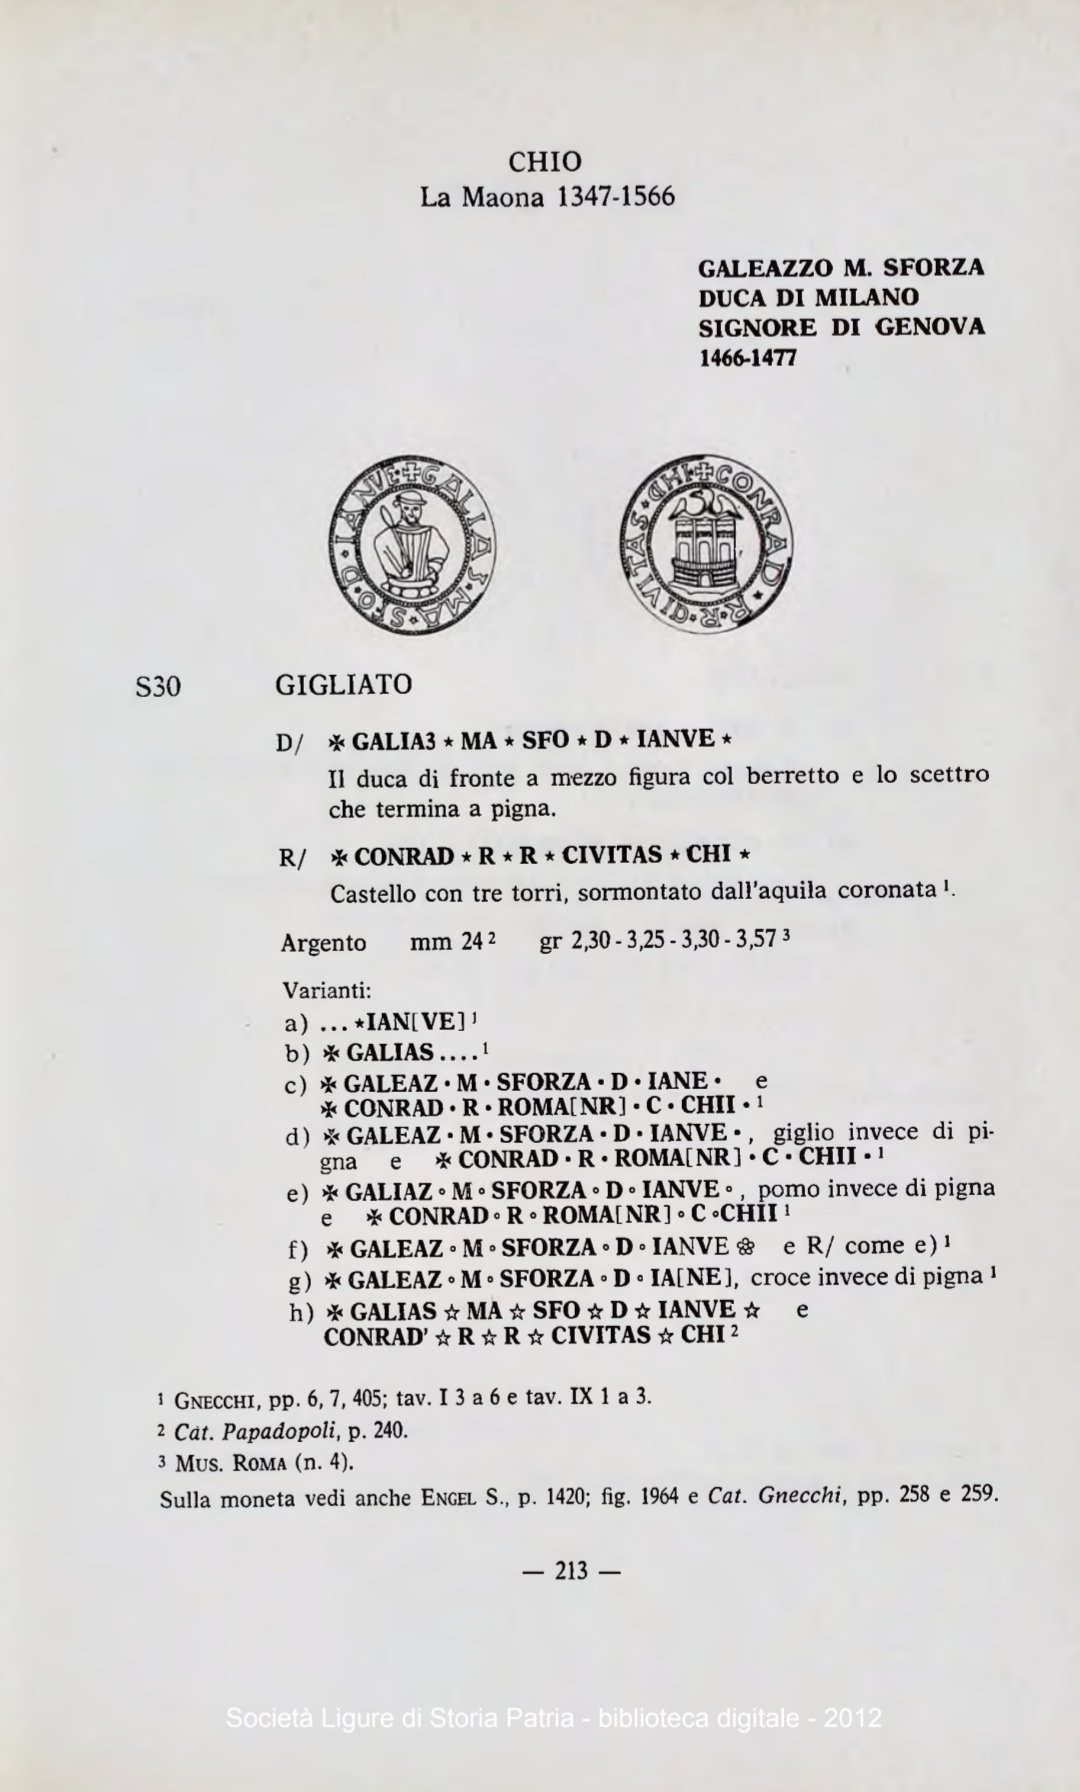 CHIO
La Maona 1347-1566
GALEAZZO M. SFORZA
DUCA DI MILANO
SIGNORE DI GENOVA
1466-1477
✠ GALIA3 · MA · SFO · D · IANVE
✠ CONRAD ⋆ R · R · CIVITAS ⋆ CHI
S30 GIGLIATO
D/ ✠ GALIA3 ⋆ MA ⋆ SFO ⋆ D ⋆ IANVE ⋆
Il duca di fronte a mezzo figura col berretto e lo scettro
che termina a pigna.
R/ ✠ CONRAD ⋆ R ⋆ R ⋆ CIVITAS ⋆ CHI ⋆
Castello con tre torri, sormontato dall'aquila coronata ¹.
Argento mm 24 ² gr 2,30 - 3,25 - 3,30 - 3,57 ³
Varianti:
a) ... ⋆IAN[VE] ¹
b) ✠ GALIAS .... ¹
c) ✠ GALEAZ · M · SFORZA · D · IANE · e
✠ CONRAD · R · ROMA[NR] · C · CHII · ¹
d) ✠ GALEAZ · M · SFORZA · D · IANVE · , giglio invece di pi-
gna e ✠ CONRAD · R · ROMA[NR] · C · CHII · ¹
e) ✠ GALIAZ ∘ M ∘ SFORZA ∘ D ∘ IANVE ∘ , pomo invece di pigna
e ✠ CONRAD ∘ R ∘ ROMA[NR] ∘ C ∘CHII ¹
f) ✠ GALEAZ ∘ M ∘ SFORZA ∘ D ∘ IANVE ❀ e R/ come e) ¹
g) ✠ GALEAZ ∘ M ∘ SFORZA ∘ D ∘ IA[NE], croce invece di pigna ¹
h) ✠ GALIAS ☆ MA ☆ SFO ☆ D ☆ IANVE ☆ e
CONRAD' ☆ R ☆ R ☆ CIVITAS ☆ CHI ²
¹ GNECCHI, pp. 6, 7, 405; tav. I 3 a 6 e tav. IX 1 a 3.
² Cat. Papadopoli, p. 240.
³ MUS. ROMA (n. 4).
Sulla moneta vedi anche ENGEL S., p. 1420; fig. 1964 e Cat. Gnecchi, pp. 258 e 259.
— 213 —
Società Ligure di Storia Patria - biblioteca digitale - 2012